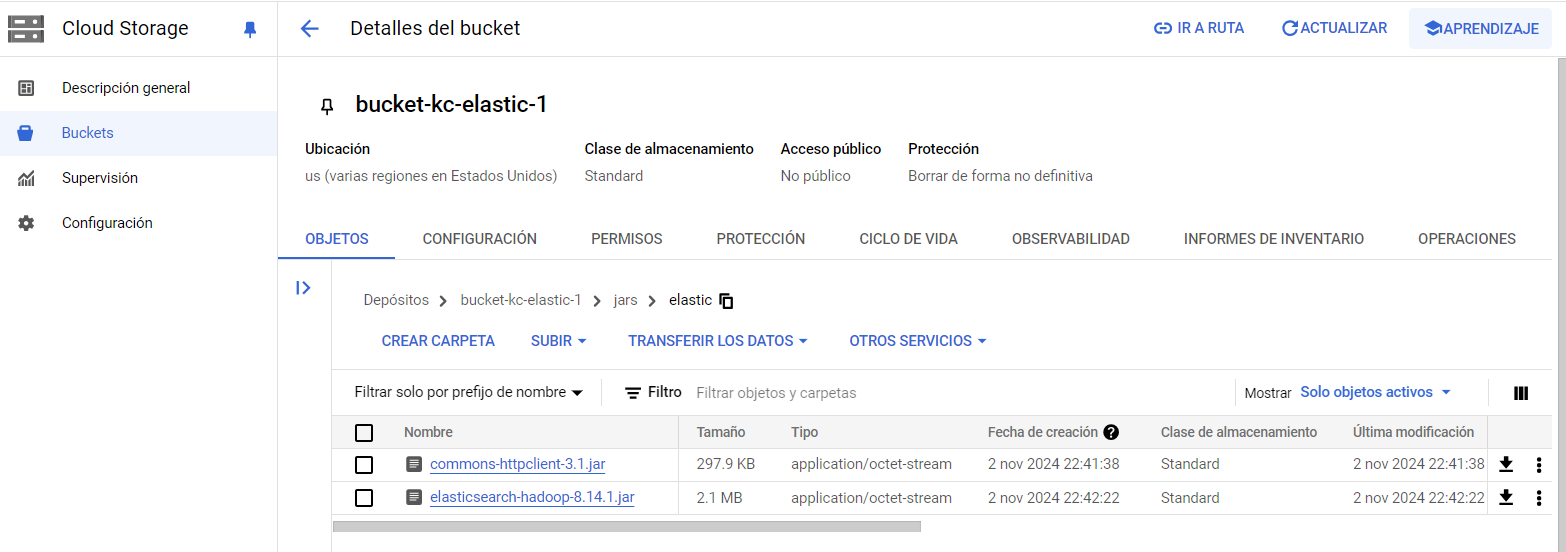 Cloud Storage
Detalles del bucket
IR A RUTA
ACTUALIZAR
APRENDIZAJE
Descripción general
Buckets
Supervisión
Configuración
bucket-kc-elastic-1
Ubicación Clase de almacenamiento Acceso público Protección
us (varias regiones en Estados Unidos) Standard No público Borrar de forma no definitiva
OBJETOS CONFIGURACIÓN PERMISOS PROTECCIÓN CICLO DE VIDA OBSERVABILIDAD INFORMES DE INVENTARIO OPERACIONES
Depósitos bucket-kc-elastic-1 jars elastic
CREAR CARPETA SUBIR TRANSFERIR LOS DATOS OTROS SERVICIOS
Filtrar solo por prefijo de nombre Filtro Filtrar objetos y carpetas Mostrar Solo objetos activos
Nombre Tamaño Tipo Fecha de creación ? Clase de almacenamiento Última modificación
commons-httpclient-3.1.jar 297.9 KB application/octet-stream 2 nov 2024 22:41:38 Standard 2 nov 2024 22:41:38
elasticsearch-hadoop-8.14.1.jar 2.1 MB application/octet-stream 2 nov 2024 22:42:22 Standard 2 nov 2024 22:42:22